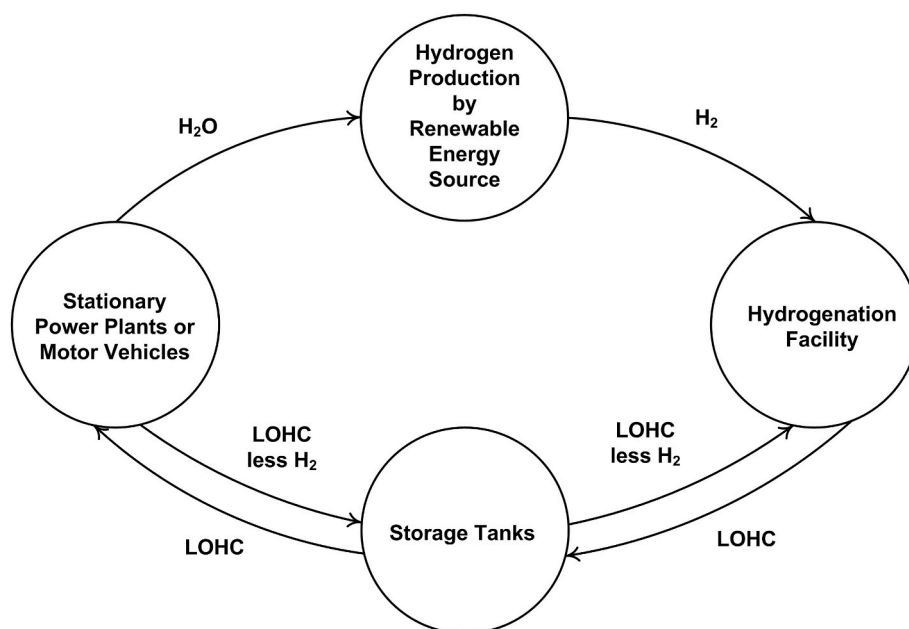 Hydrogen
Production
by
Renewable
Energy
Source
H₂O
H₂
Stationary
Power Plants or
Motor Vehicles
Hydrogenation
Facility
LOHC
less H₂
LOHC
less H₂
Storage Tanks
LOHC
LOHC